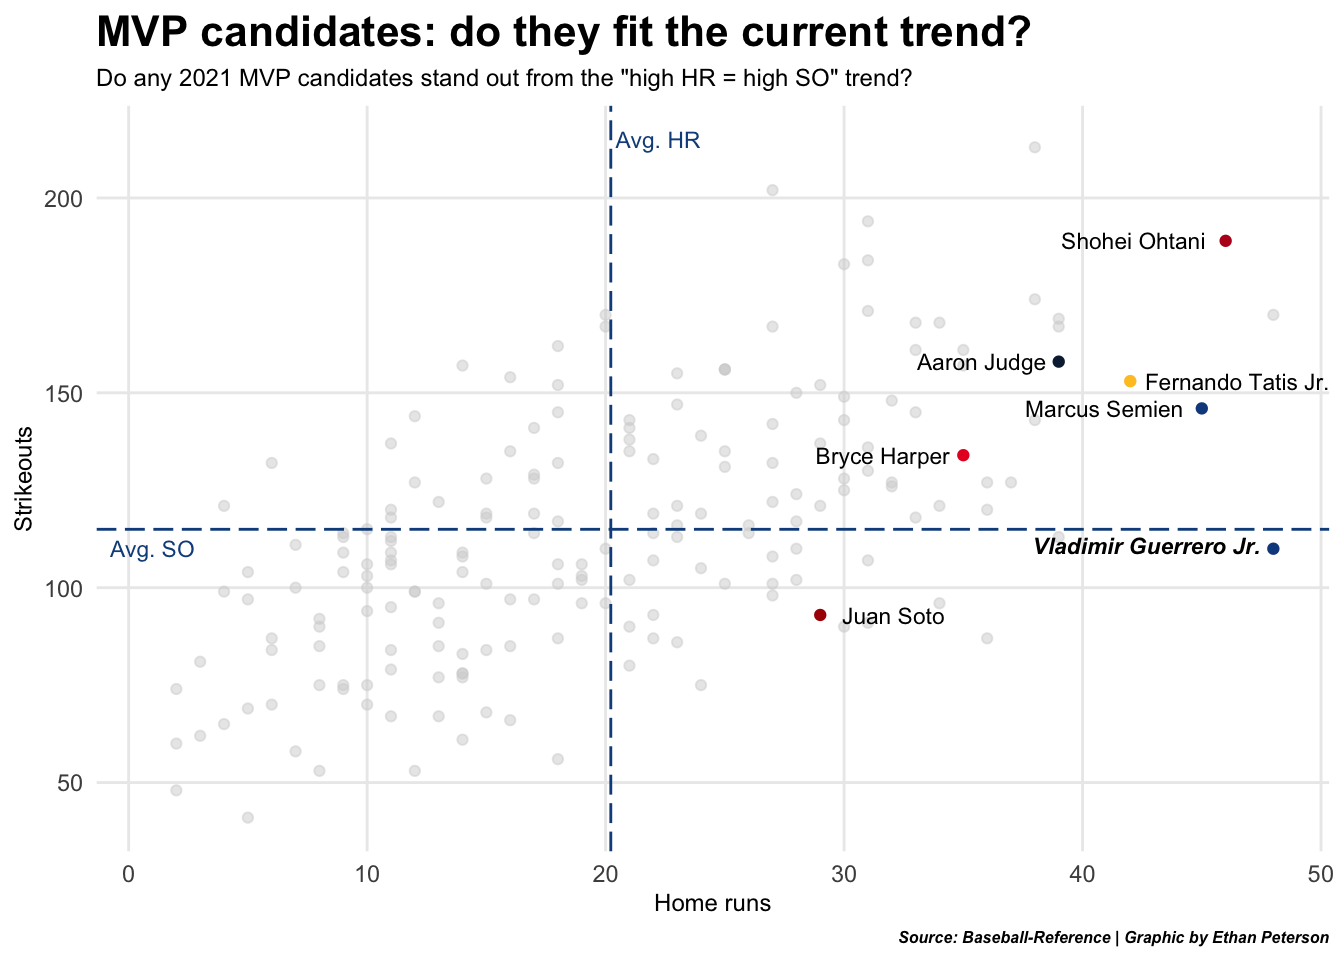 MVP candidates: do they fit the current trend?
Do any 2021 MVP candidates stand out from the "high HR = high SO" trend?
Avg. HR
200
Shohei Ohtani
Aaron Judge
Fernando Tatis Jr.
150
Marcus Semien
Bryce Harper
Strikeouts
Avg. SO
Vladimir Guerrero Jr.
100
Juan Soto
50
0 10 20 30 40 50
Home runs
Source: Baseball-Reference | Graphic by Ethan Peterson